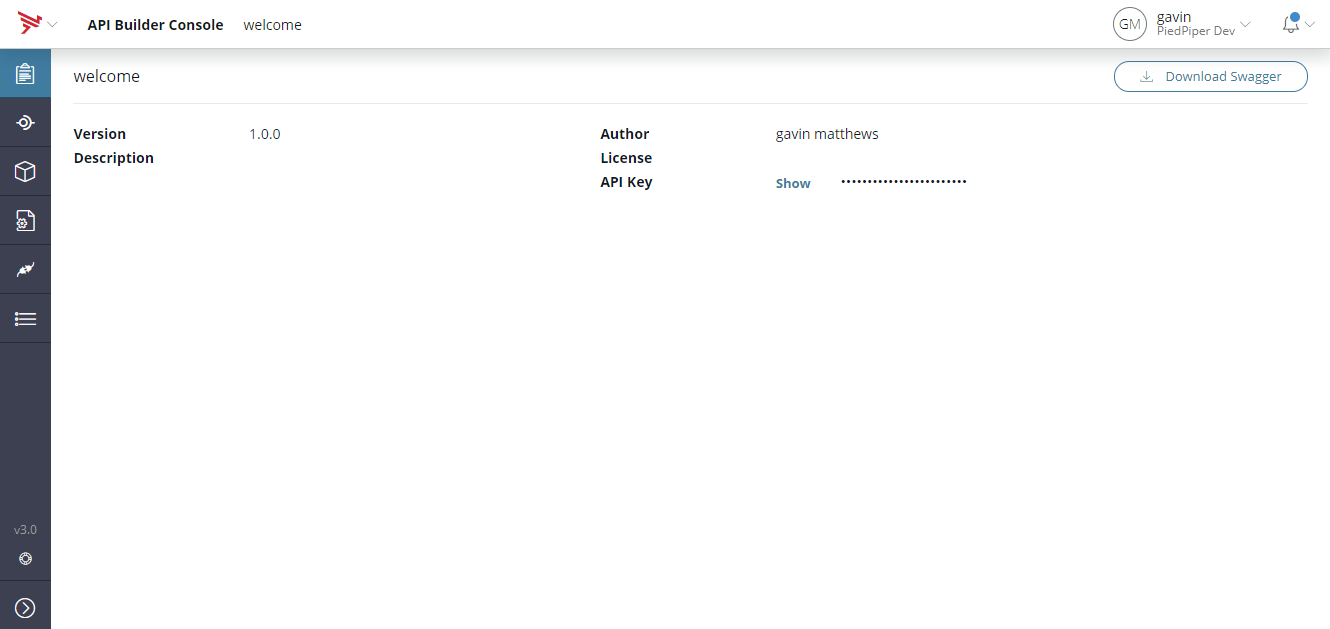 API Builder Console welcome
GM gavin
PiedPiper Dev
welcome
Download Swagger
Version 1.0.0
Description
Author gavin matthews
License
API Key Show ••••••••••••••••••••••••
v3.0